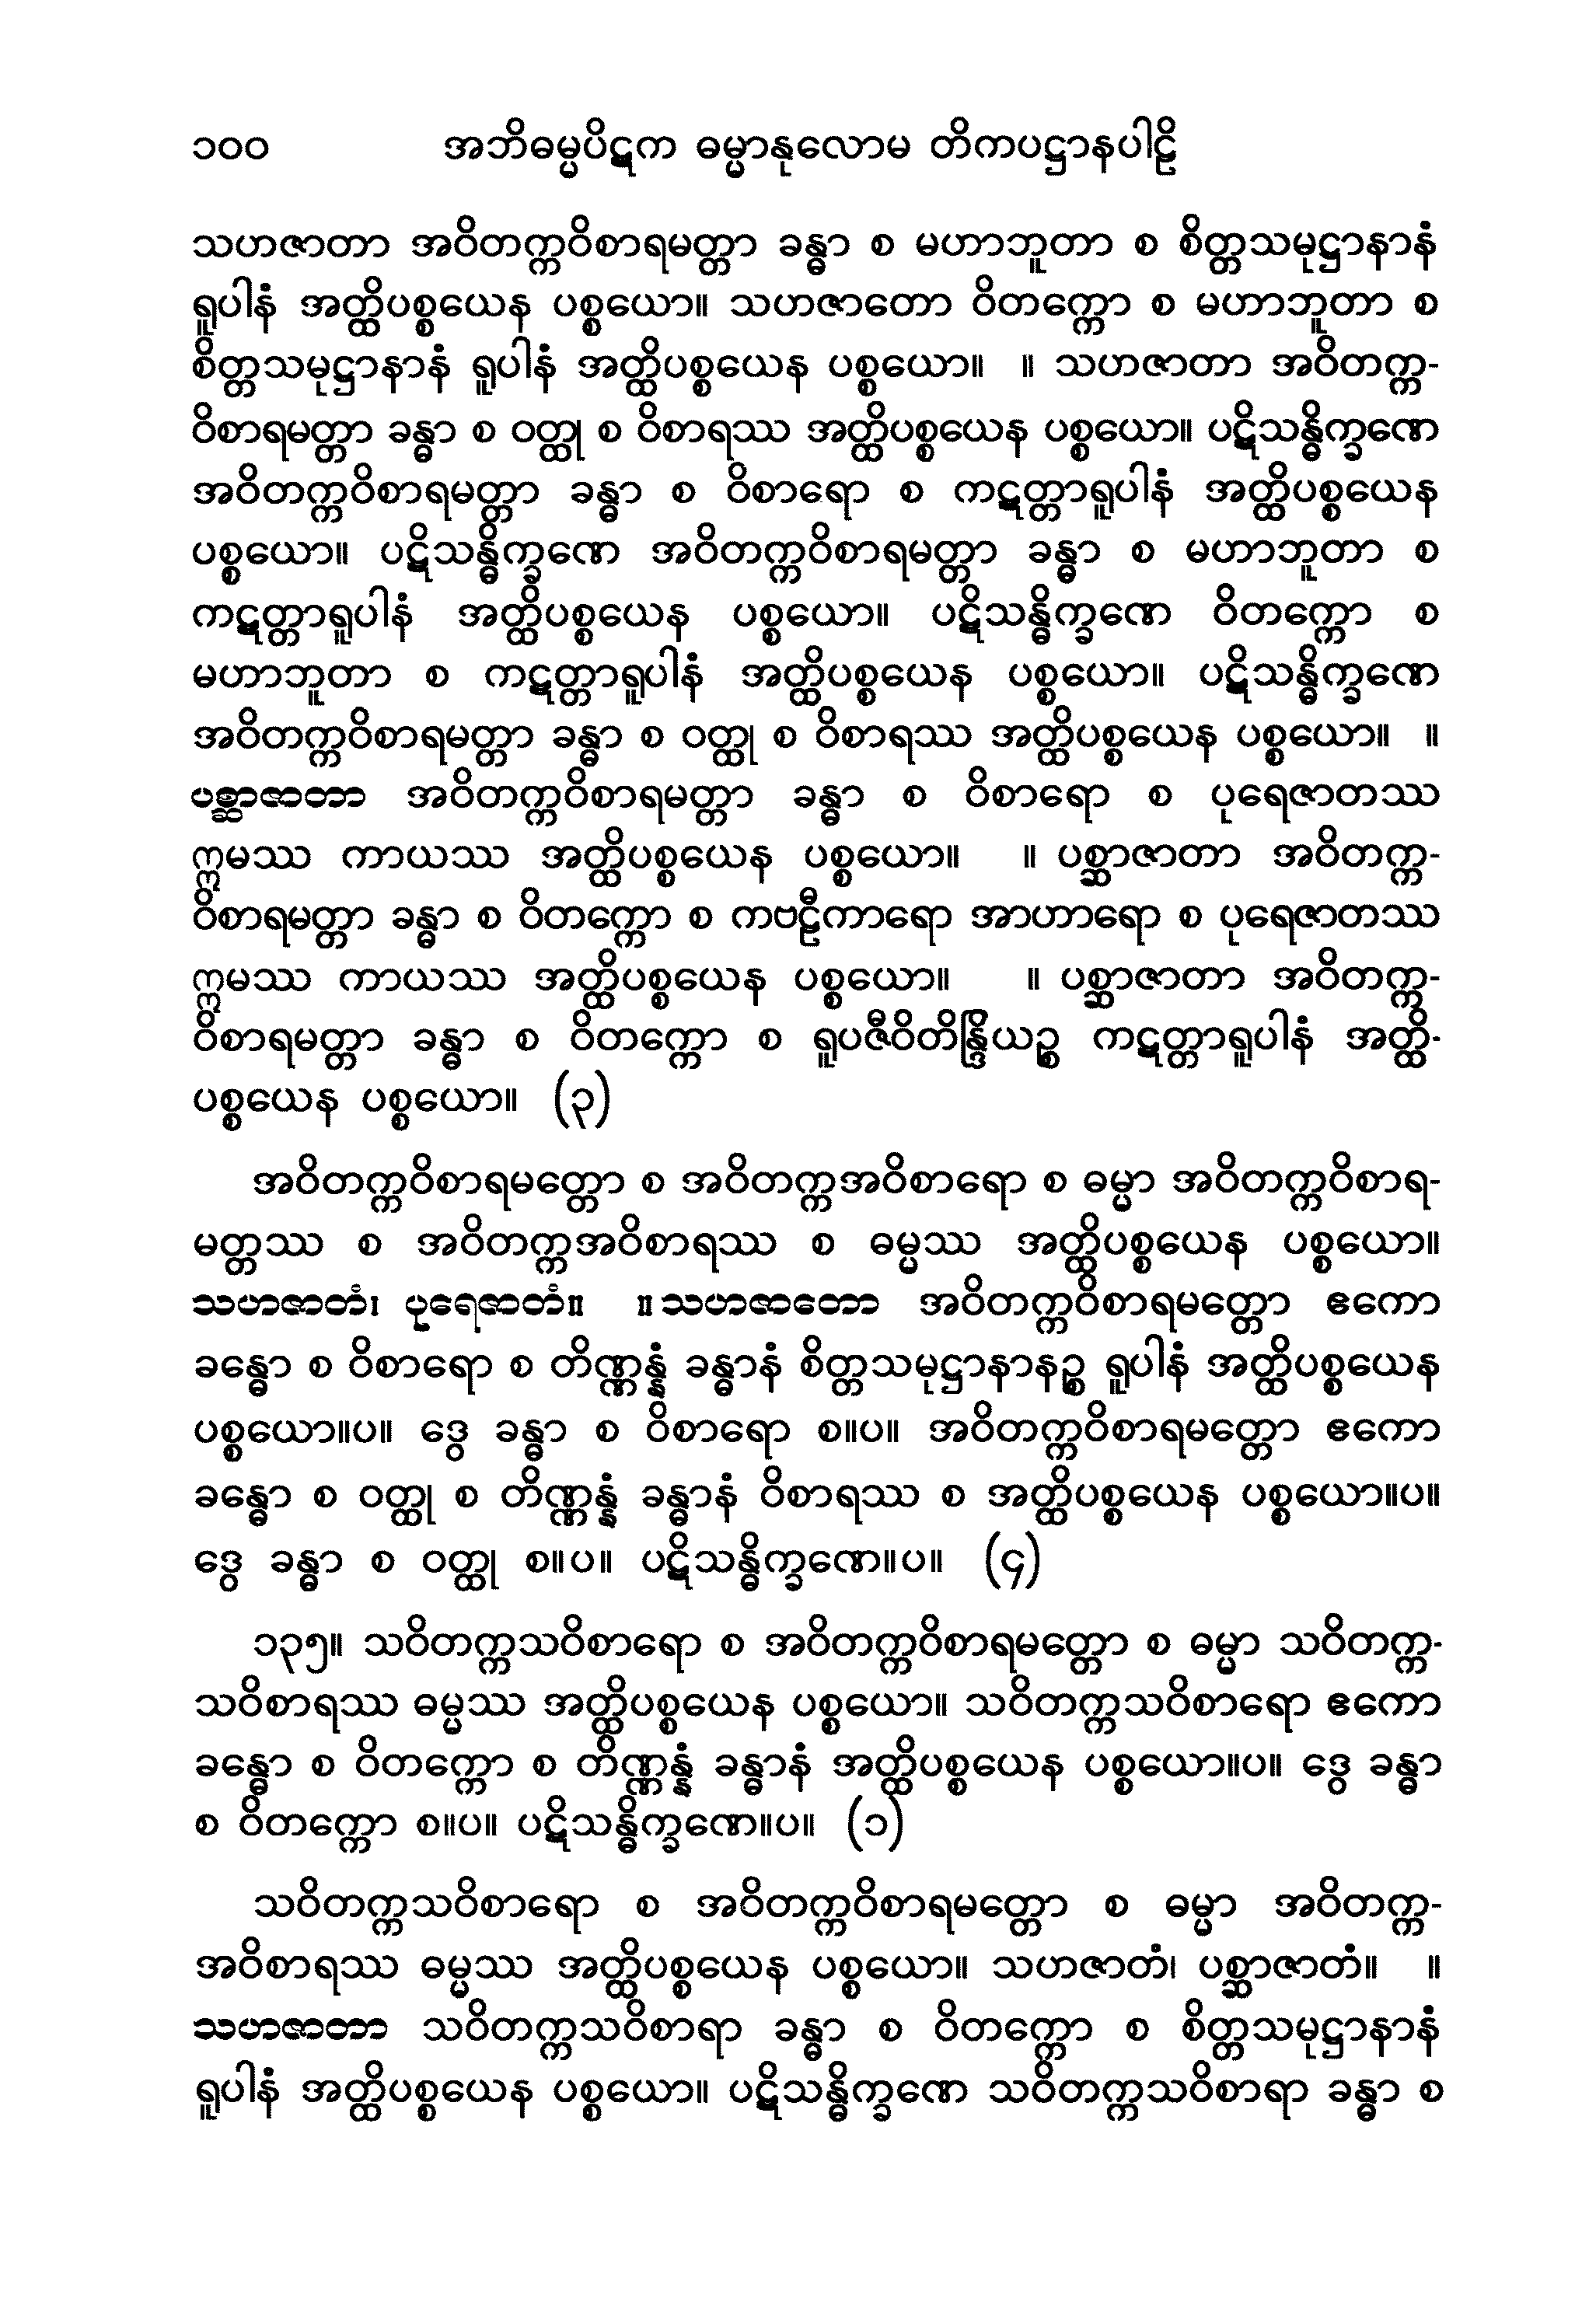 ၁၀၀ အဘိဓမ္မပိဋက ဓမ္မာနုလောမ တိကပဋ္ဌာနပါဠိ
သဟဇာတာ အဝိတက္ကဝိစာရမတ္တာ ခန္ဓာ စ မဟာဘူတာ စ စိတ္တသမုဋ္ဌာနာနံ
ရူပါနံ အတ္ထိပစ္စယေန ပစ္စယော။ သဟဇာတော ဝိတက္ကော စ မဟာဘူတာ စ
စိတ္တသမုဋ္ဌာနာနံ ရူပါနံ အတ္ထိပစ္စယေန ပစ္စယော။ ။ သဟဇာတာ အဝိတက္က-
ဝိစာရမတ္တာ ခန္ဓာ စ ဝတ္ထု စ ဝိစာရဿ အတ္ထိပစ္စယေန ပစ္စယော။ ပဋိသန္ဓိက္ခဏေ
အဝိတက္ကဝိစာရမတ္တာ ခန္ဓာ စ ဝိစာရော စ ကဋတ္တာရူပါနံ အတ္ထိပစ္စယေန
ပစ္စယော။ ပဋိသန္ဓိက္ခဏေ အဝိတက္ကဝိစာရမတ္တာ ခန္ဓာ စ မဟာဘူတာ စ
ကဋတ္တာရူပါနံ အတ္ထိပစ္စယေန ပစ္စယော။ ပဋိသန္ဓိက္ခဏေ ဝိတက္ကော စ
မဟာဘူတာ စ ကဋတ္တာရူပါနံ အတ္ထိပစ္စယေန ပစ္စယော။ ပဋိသန္ဓိက္ခဏေ
အဝိတက္ကဝိစာရမတ္တာ ခန္ဓာ စ ဝတ္ထု စ ဝိစာရဿ အတ္ထိပစ္စယေန ပစ္စယော။ ။
ပစ္ဆာဇာတာ အဝိတက္ကဝိစာရမတ္တာ ခန္ဓာ စ ဝိစာရော စ ပုရေဇာတဿ
ဣမဿ ကာယဿ အတ္ထိပစ္စယေန ပစ္စယော။ ။ ပစ္ဆာဇာတာ အဝိတက္က-
ဝိစာရမတ္တာ ခန္ဓာ စ ဝိတက္ကော စ ကဗဠီကာရော အာဟာရော စ ပုရေဇာတဿ
ဣမဿ ကာယဿ အတ္ထိပစ္စယေန ပစ္စယော။ ။ ပစ္ဆာဇာတာ အဝိတက္က-
ဝိစာရမတ္တာ ခန္ဓာ စ ဝိတက္ကော စ ရူပဇီဝိတိန္ဒြိယဉ္စ ကဋတ္တာရူပါနံ အတ္ထိ-
ပစ္စယေန ပစ္စယော။ (၃)
အဝိတက္ကဝိစာရမတ္တော စ အဝိတက္ကအဝိစာရော စ ဓမ္မာ အဝိတက္ကဝိစာရ-
မတ္တဿ စ အဝိတက္ကအဝိစာရဿ စ ဓမ္မဿ အတ္ထိပစ္စယေန ပစ္စယော။
သဟဇာတံ၊ ပုရေဇာတံ။ ။ သဟဇာတော အဝိတက္ကဝိစာရမတ္တော ဧကော
ခန္ဓော စ ဝိစာရော စ တိဏ္ဏန္နံ ခန္ဓာနံ စိတ္တသမုဋ္ဌာနာနဉ္စ ရူပါနံ အတ္ထိပစ္စယေန
ပစ္စယော။ပ။ ဒွေ ခန္ဓာ စ ဝိစာရော စ။ပ။ အဝိတက္ကဝိစာရမတ္တော ဧကော
ခန္ဓော စ ဝတ္ထု စ တိဏ္ဏန္နံ ခန္ဓာနံ ဝိစာရဿ စ အတ္ထိပစ္စယေန ပစ္စယော။ပ။
ဒွေ ခန္ဓာ စ ဝတ္ထု စ။ပ။ ပဋိသန္ဓိက္ခဏေ။ပ။ (၄)
၁၃၅။ သဝိတက္ကသဝိစာရော စ အဝိတက္ကဝိစာရမတ္တော စ ဓမ္မာ သဝိတက္က-
သဝိစာရဿ ဓမ္မဿ အတ္ထိပစ္စယေန ပစ္စယော။ သဝိတက္ကသဝိစာရော ဧကော
ခန္ဓော စ ဝိတက္ကော စ တိဏ္ဏန္နံ ခန္ဓာနံ အတ္ထိပစ္စယေန ပစ္စယော။ပ။ ဒွေ ခန္ဓာ
စ ဝိတက္ကော စ။ပ။ ပဋိသန္ဓိက္ခဏေ။ပ။ (၁)
သဝိတက္ကသဝိစာရော စ အဝိတက္ကဝိစာရမတ္တော စ ဓမ္မာ အဝိတက္က-
အဝိစာရဿ ဓမ္မဿ အတ္ထိပစ္စယေန ပစ္စယော။ သဟဇာတံ၊ ပစ္ဆာဇာတံ။ ။
သဟဇာတာ သဝိတက္ကသဝိစာရာ ခန္ဓာ စ ဝိတက္ကော စ စိတ္တသမုဋ္ဌာနာနံ
ရူပါနံ အတ္ထိပစ္စယေန ပစ္စယော။ ပဋိသန္ဓိက္ခဏေ သဝိတက္ကသဝိစာရာ ခန္ဓာ စ